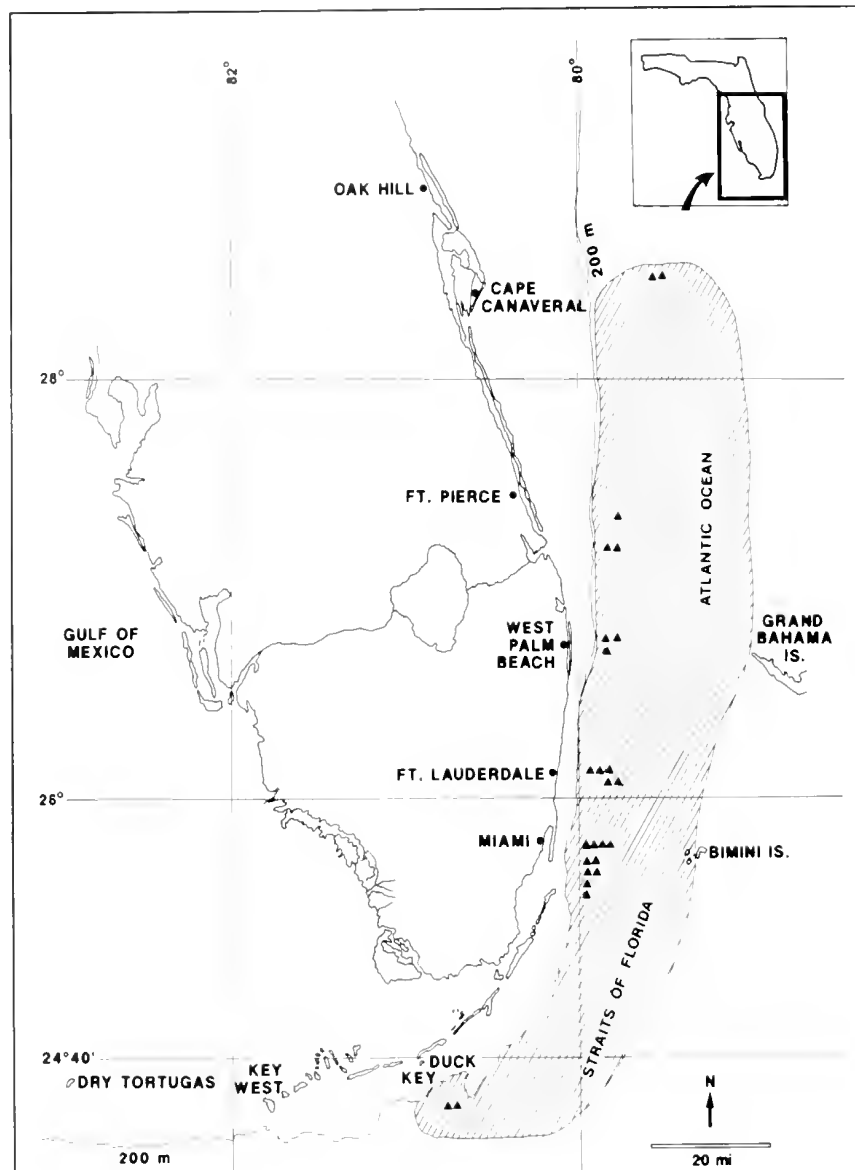 82°
80°
OAK HILL
200 m
CAPE
CANAVERAL
28°
FT. PIERCE
ATLANTIC OCEAN
GULF OF
MEXICO
WEST
PALM
BEACH
GRAND
BAHAMA
IS.
FT. LAUDERDALE
26°
MIAMI
BIMINI IS.
STRAITS OF FLORIDA
24°40'
DRY TORTUGAS
KEY
WEST
DUCK
KEY
N
200 m
20 mi